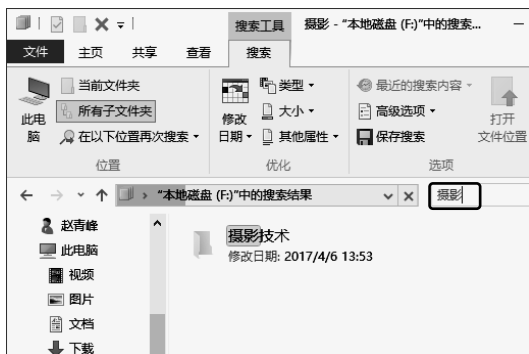 搜索工具 摄影 - “本地磁盘 (F:)”中的搜索...
文件 主页 共享 查看 搜索
此电脑
当前文件夹
所有子文件夹
在以下位置再次搜索
位置
修改日期
类型
大小
其他属性
优化
最近的搜索内容
高级选项
保存搜索
打开
文件位置
选项
“本地磁盘 (F:)”中的搜索结果 摄影
赵青峰
此电脑
视频
图片
文档
下载
摄影技术
修改日期: 2017/4/6 13:53